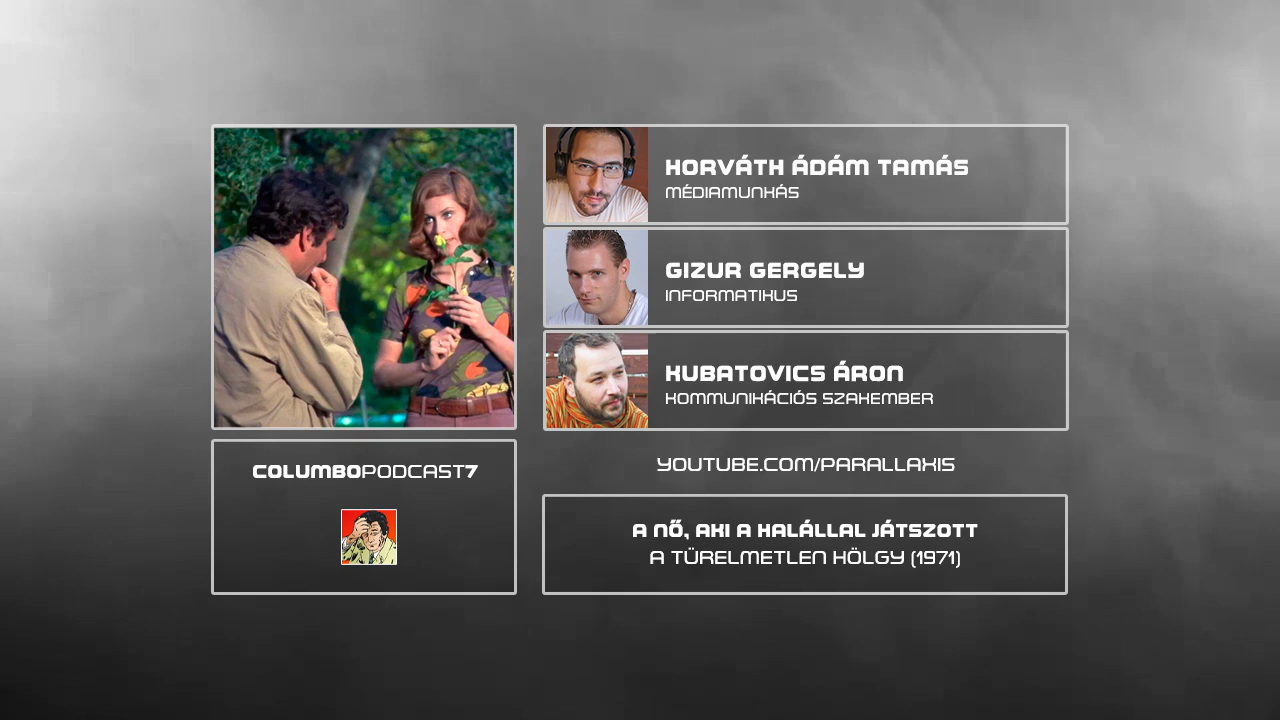 HORVÁTH ÁDÁM TAMÁS
MÉDIAMUNKÁS
GIZUR GERGELY
INFORMATIKUS
KUBATOVICS ÁRON
KOMMUNIKÁCIÓS SZAKEMBER
COLUMBOPODCAST7
YOUTUBE.COM/PARALLAXIS
A NŐ, AKI A HALÁLLAL JÁTSZOTT
A TÜRELMETLEN HÖLGY (1971)